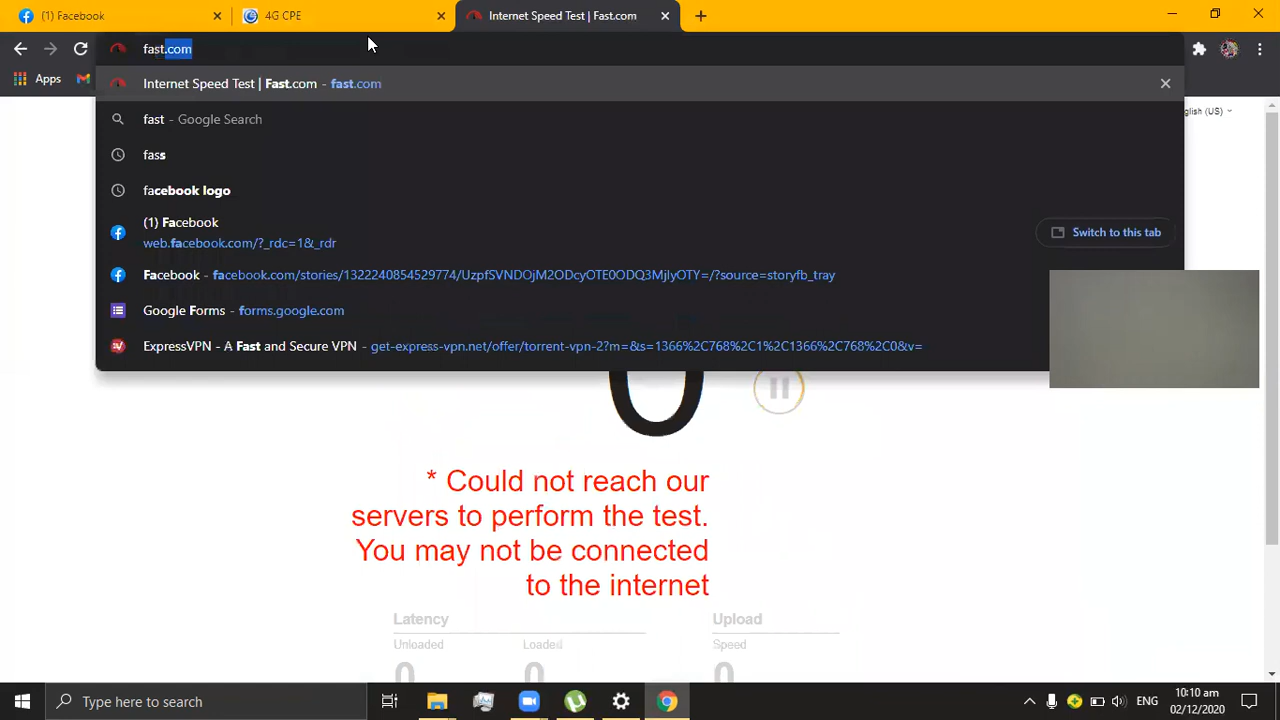 (1) Facebook
4G CPE
Internet Speed Test | Fast.com
fast.com
Apps
Internet Speed Test | Fast.com - fast.com
fast - Google Search
fass
facebook logo
(1) Facebook
web.facebook.com/?_rdc=1&_rdr
Switch to this tab
Facebook - facebook.com/stories/1322240854529774/UzpfSVNDOjM2ODcyOTE0ODQ3MjIyOTY=/?source=storyfb_tray
Google Forms - forms.google.com
ExpressVPN - A Fast and Secure VPN - get-express-vpn.net/offer/torrent-vpn-2?m=&s=1366%2C768%2C1%2C1366%2C768%2C0&v=
glish (US)
0
* Could not reach our
servers to perform the test.
You may not be connected
to the internet
Latency
Upload
Unloaded
Loaded
Speed
0
0
0
Type here to search
ENG
10:10 am
02/12/2020